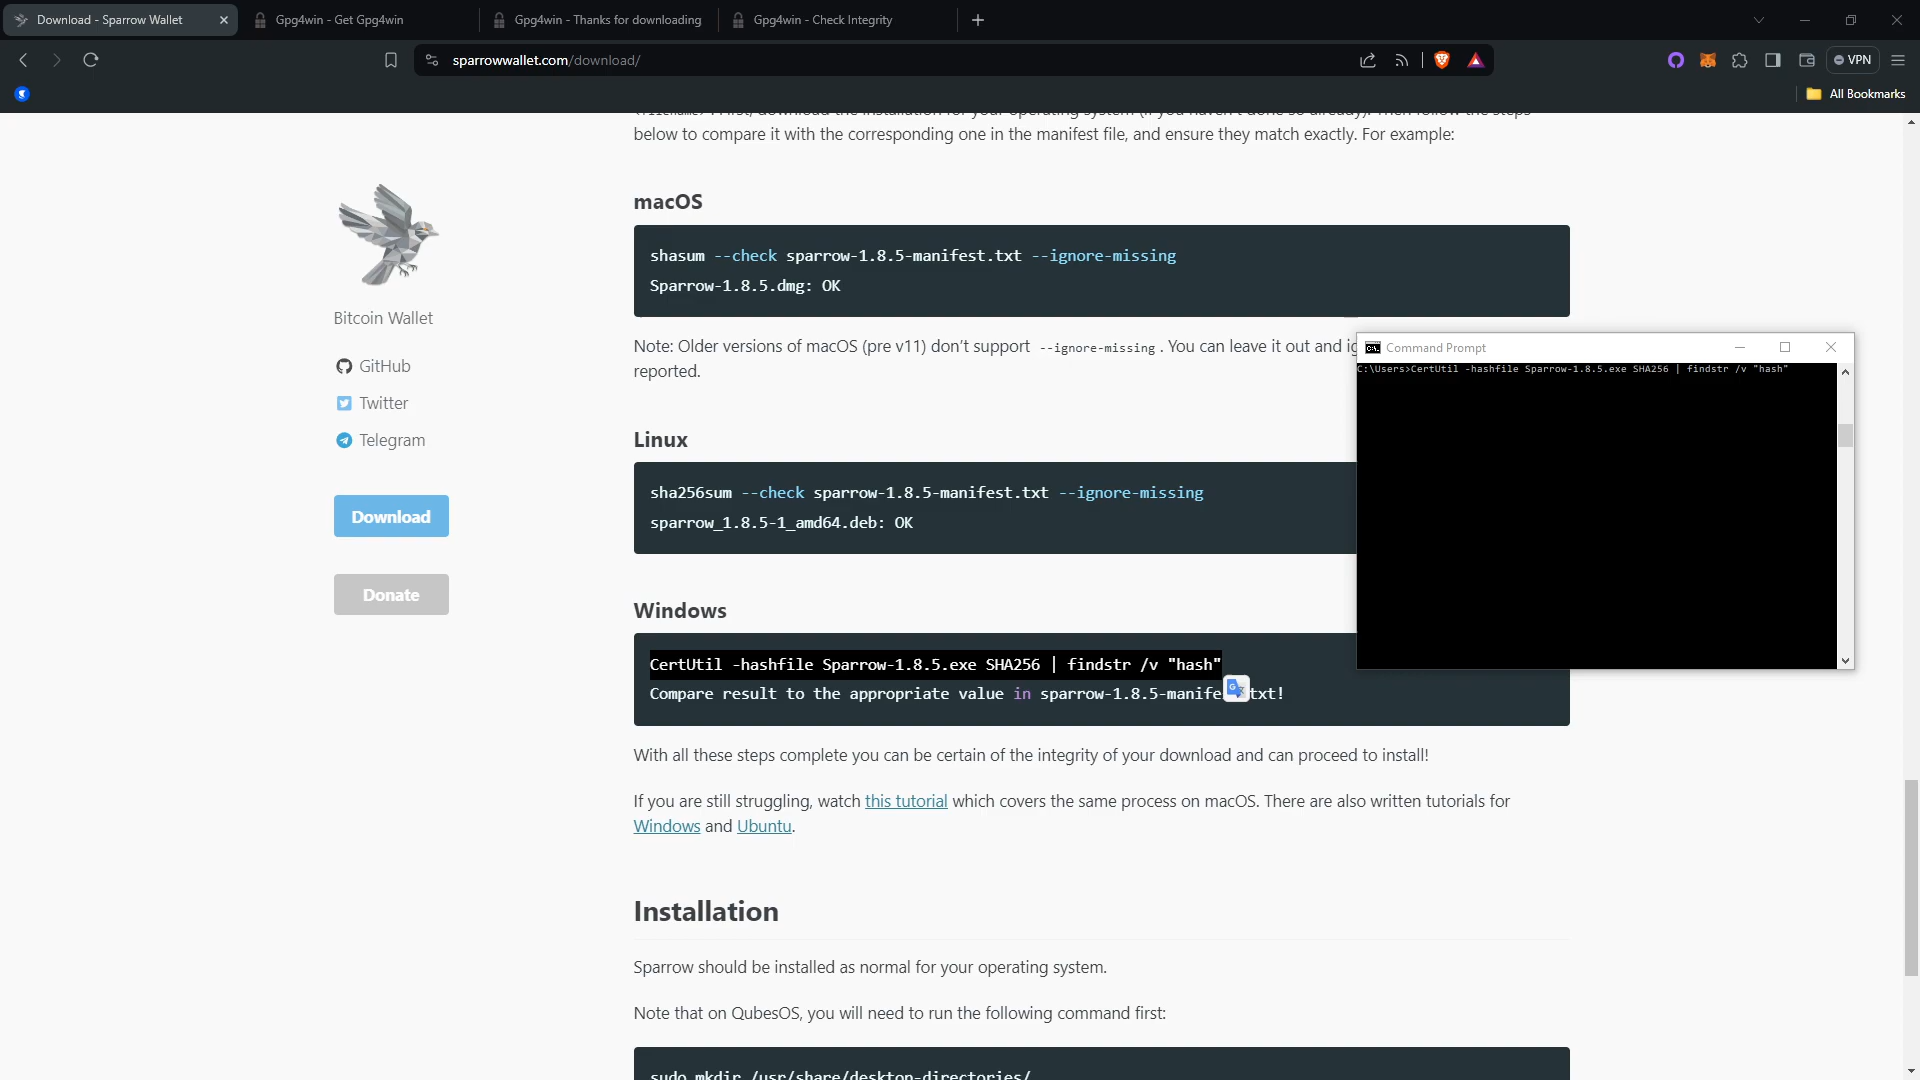 Download - Sparrow Wallet
Gpg4win - Get Gpg4win
Gpg4win - Thanks for downloading
Gpg4win - Check Integrity
sparrowwallet.com/download/
VPN
All Bookmarks
below to compare it with the corresponding one in the manifest file, and ensure they match exactly. For example:
Bitcoin Wallet
GitHub
Twitter
Telegram
Download
Donate
macOS
shasum --check sparrow-1.8.5-manifest.txt --ignore-missing
Sparrow-1.8.5.dmg: OK
Note: Older versions of macOS (pre v11) don’t support --ignore-missing . You can leave it out and
reported.
Linux
sha256sum --check sparrow-1.8.5-manifest.txt --ignore-missing
sparrow_1.8.5-1_amd64.deb: OK
Command Prompt
C:\Users>CertUtil -hashfile Sparrow-1.8.5.exe SHA256 | findstr /v "hash"
Windows
CertUtil -hashfile Sparrow-1.8.5.exe SHA256 | findstr /v "hash"
Compare result to the appropriate value in sparrow-1.8.5-manife txt!
With all these steps complete you can be certain of the integrity of your download and can proceed to install!
If you are still struggling, watch this tutorial which covers the same process on macOS. There are also written tutorials for
Windows and Ubuntu.
Installation
Sparrow should be installed as normal for your operating system.
Note that on QubesOS, you will need to run the following command first:
sudo mkdir /usr/share/desktop-directories/